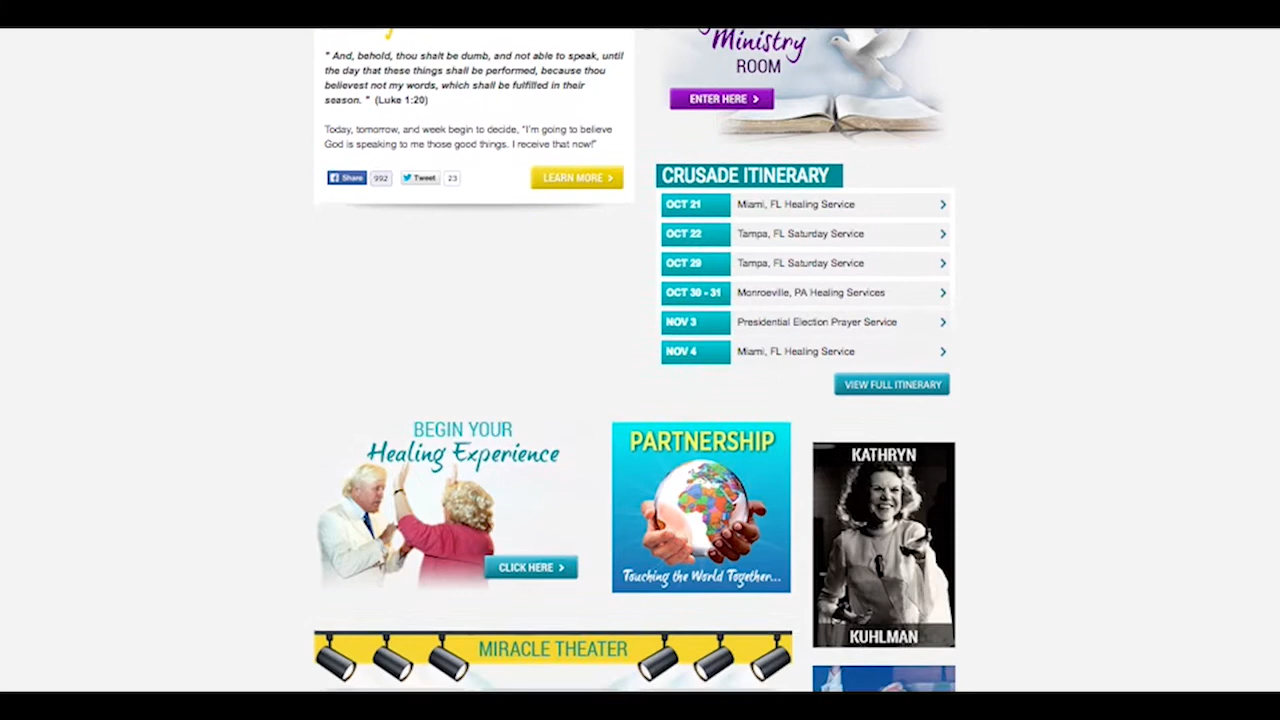 " And, behold, thou shalt be dumb, and not able to speak, until
the day that these things shall be performed, because thou
believest not my words, which shall be fulfilled in their
season. " (Luke 1:20)
Today, tomorrow, and week begin to decide, "I'm going to believe
God is speaking to me those good things. I receive that now!"
Share 992 Tweet 23
LEARN MORE >
Ministry
ROOM
ENTER HERE >
CRUSADE ITINERARY
OCT 21 Miami, FL Healing Service >
OCT 22 Tampa, FL Saturday Service >
OCT 29 Tampa, FL Saturday Service >
OCT 30 - 31 Monroeville, PA Healing Services >
NOV 3 Presidential Election Prayer Service >
NOV 4 Miami, FL Healing Service >
VIEW FULL ITINERARY
BEGIN YOUR
Healing Experience
CLICK HERE >
PARTNERSHIP
Touching the World Together...
KATHRYN
KUHLMAN
MIRACLE THEATER